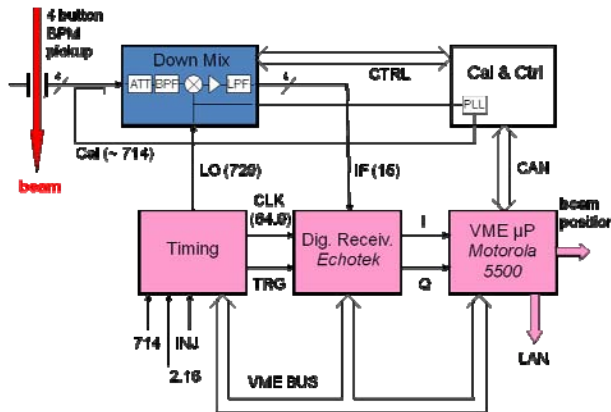 4 button
BPM
pickup
Down Mix
4
ATT
BPF
LPF
4
CTRL
Cal & Ctrl
PLL
Cal (~ 714)
beam
LO (729)
IF (15)
CAN
CLK
(64.9)
beam
position
Timing
Dig. Receiv.
Echotek
I
VME µP
Motorola
5500
TRG
Q
714
INJ
2.16
VME BUS
LAN